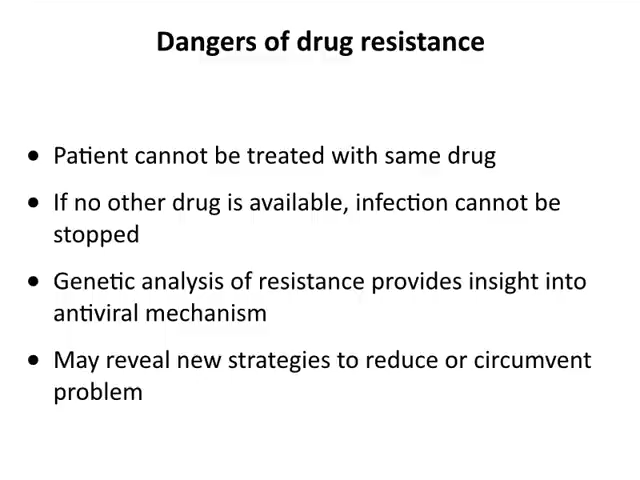 Dangers of drug resistance
● Patient cannot be treated with same drug
● If no other drug is available, infection cannot be
stopped
● Genetic analysis of resistance provides insight into
antiviral mechanism
● May reveal new strategies to reduce or circumvent
problem